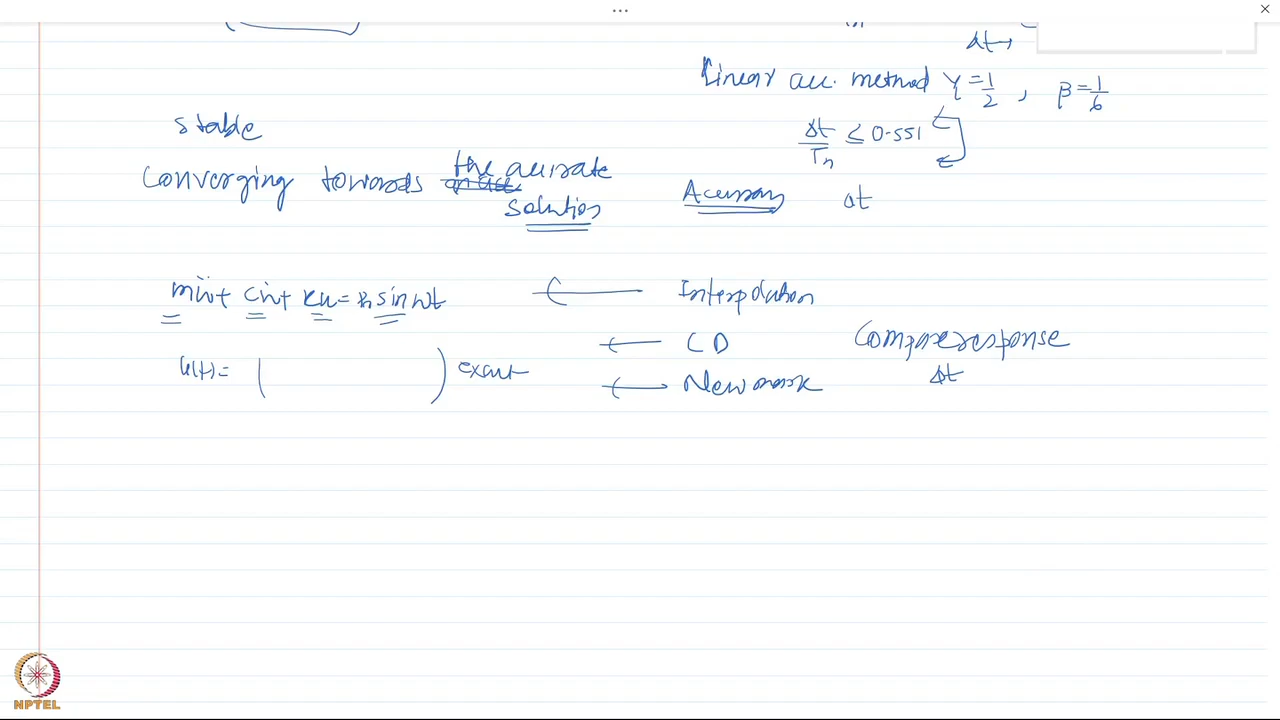 Δt→
Linear acc. method γ = 1/2 , β = 1/6
stable
Δt/Tn ≤ 0.551
Converging towards the accurate
solution
Accuracy Δt
mü + cu̇ + ku = p₀ sin ωt
Interpolation
CD
Compare response
u(t) = ( ) exact
Newmark
Δt
NPTEL